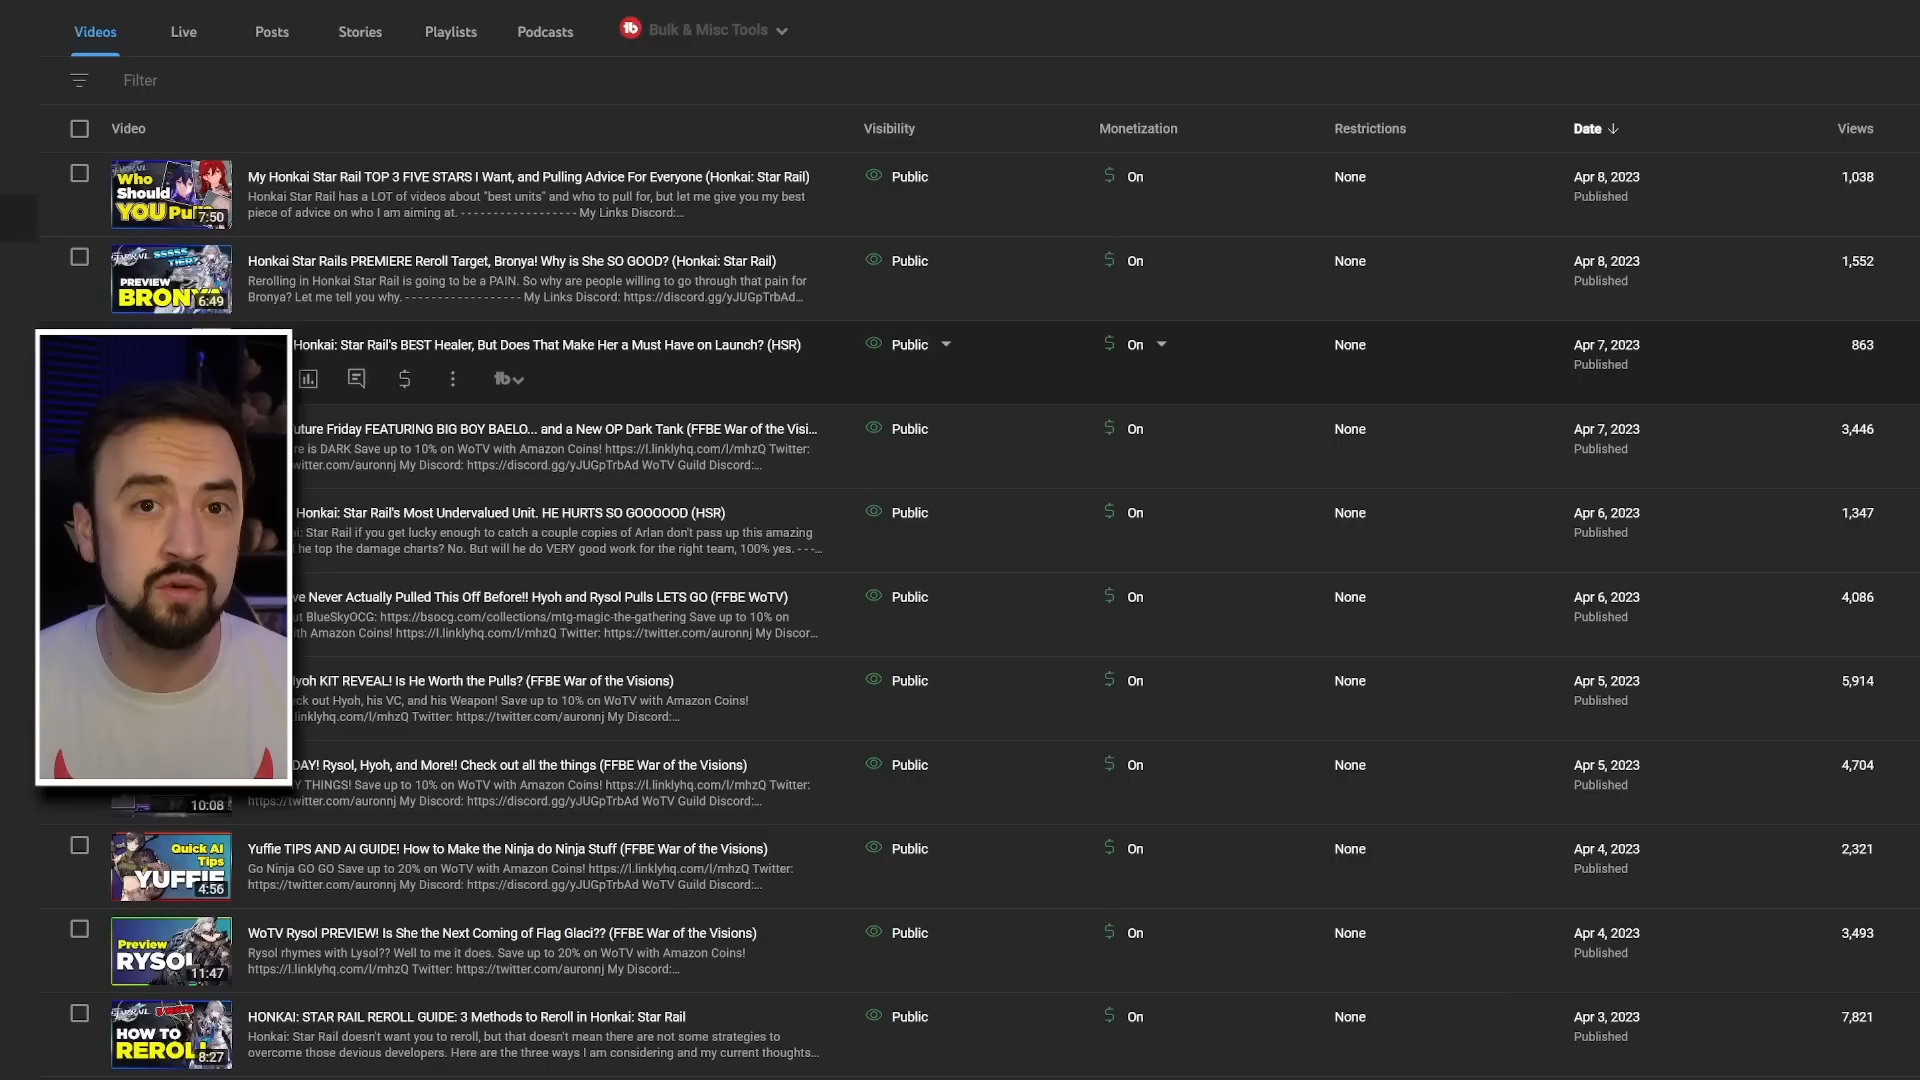 Videos Live Posts Stories Playlists Podcasts Bulk & Misc Tools
Filter
Video Visibility Monetization Restrictions Date Views
Who
Should
YOU Pull
7:50
My Honkai Star Rail TOP 3 FIVE STARS I Want, and Pulling Advice For Everyone (Honkai: Star Rail)
Honkai Star Rail has a LOT of videos about "best units" and who to pull for, but let me give you my best
piece of advice on who I am aiming at. - - - - - - - - - - - - - - - - - - My Links Discord:...
Public On None Apr 8, 2023 1,038
Published
SSSSS
TIER?
PREVIEW
BRONYA
6:49
Honkai Star Rails PREMIERE Reroll Target, Bronya! Why is She SO GOOD? (Honkai: Star Rail)
Rerolling in Honkai Star Rail is going to be a PAIN. So why are people willing to go through that pain for
Bronya? Let me tell you why. - - - - - - - - - - - - - - - - - - My Links Discord: https://discord.gg/yJUGpTrbAd...
Public On None Apr 8, 2023 1,552
Published
Honkai: Star Rail's BEST Healer, But Does That Make Her a Must Have on Launch? (HSR)
Public On None Apr 7, 2023 863
Published
uture Friday FEATURING BIG BOY BAELO... and a New OP Dark Tank (FFBE War of the Visi...
re is DARK Save up to 10% on WoTV with Amazon Coins! https://l.linklyhq.com/l/mhzQ Twitter:
witter.com/auronnj My Discord: https://discord.gg/yJUGpTrbAd WoTV Guild Discord:...
Public On None Apr 7, 2023 3,446
Published
Honkai: Star Rail's Most Undervalued Unit. HE HURTS SO GOOOOOD (HSR)
ai: Star Rail if you get lucky enough to catch a couple copies of Arlan don't pass up this amazing
he top the damage charts? No. But will he do VERY good work for the right team, 100% yes. - - -...
Public On None Apr 6, 2023 1,347
Published
ve Never Actually Pulled This Off Before!! Hyoh and Rysol Pulls LETS GO (FFBE WoTV)
ut BlueSkyOCG: https://bsocg.com/collections/mtg-magic-the-gathering Save up to 10% on
ith Amazon Coins! https://l.linklyhq.com/l/mhzQ Twitter: https://twitter.com/auronnj My Discor...
Public On None Apr 6, 2023 4,086
Published
lyoh KIT REVEAL! Is He Worth the Pulls? (FFBE War of the Visions)
ck out Hyoh, his VC, and his Weapon! Save up to 10% on WoTV with Amazon Coins!
linklyhq.com/l/mhzQ Twitter: https://twitter.com/auronnj My Discord:...
Public On None Apr 5, 2023 5,914
Published
DAY! Rysol, Hyoh, and More!! Check out all the things (FFBE War of the Visions)
Y THINGS! Save up to 10% on WoTV with Amazon Coins! https://l.linklyhq.com/l/mhzQ Twitter:
https://twitter.com/auronnj My Discord: https://discord.gg/yJUGpTrbAd WoTV Guild Discord:...
10:08
Public On None Apr 5, 2023 4,704
Published
Quick AI
Tips
YUFFIE
4:56
Yuffie TIPS AND AI GUIDE! How to Make the Ninja do Ninja Stuff (FFBE War of the Visions)
Go Ninja GO GO Save up to 20% on WoTV with Amazon Coins! https://l.linklyhq.com/l/mhzQ Twitter:
https://twitter.com/auronnj My Discord: https://discord.gg/yJUGpTrbAd WoTV Guild Discord:...
Public On None Apr 4, 2023 2,321
Published
Preview
RYSOL
11:47
WoTV Rysol PREVIEW! Is She the Next Coming of Flag Glaci?? (FFBE War of the Visions)
Rysol rhymes with Lysol?? Well to me it does. Save up to 20% on WoTV with Amazon Coins!
https://l.linklyhq.com/l/mhzQ Twitter: https://twitter.com/auronnj My Discord:...
Public On None Apr 4, 2023 3,493
Published
HOW TO
REROLL
8:27
HONKAI: STAR RAIL REROLL GUIDE: 3 Methods to Reroll in Honkai: Star Rail
Honkai: Star Rail doesn't want you to reroll, but that doesn't mean there are not some strategies to
overcome those devious developers. Here are the three ways I am considering and my current thoughts...
Public On None Apr 3, 2023 7,821
Published